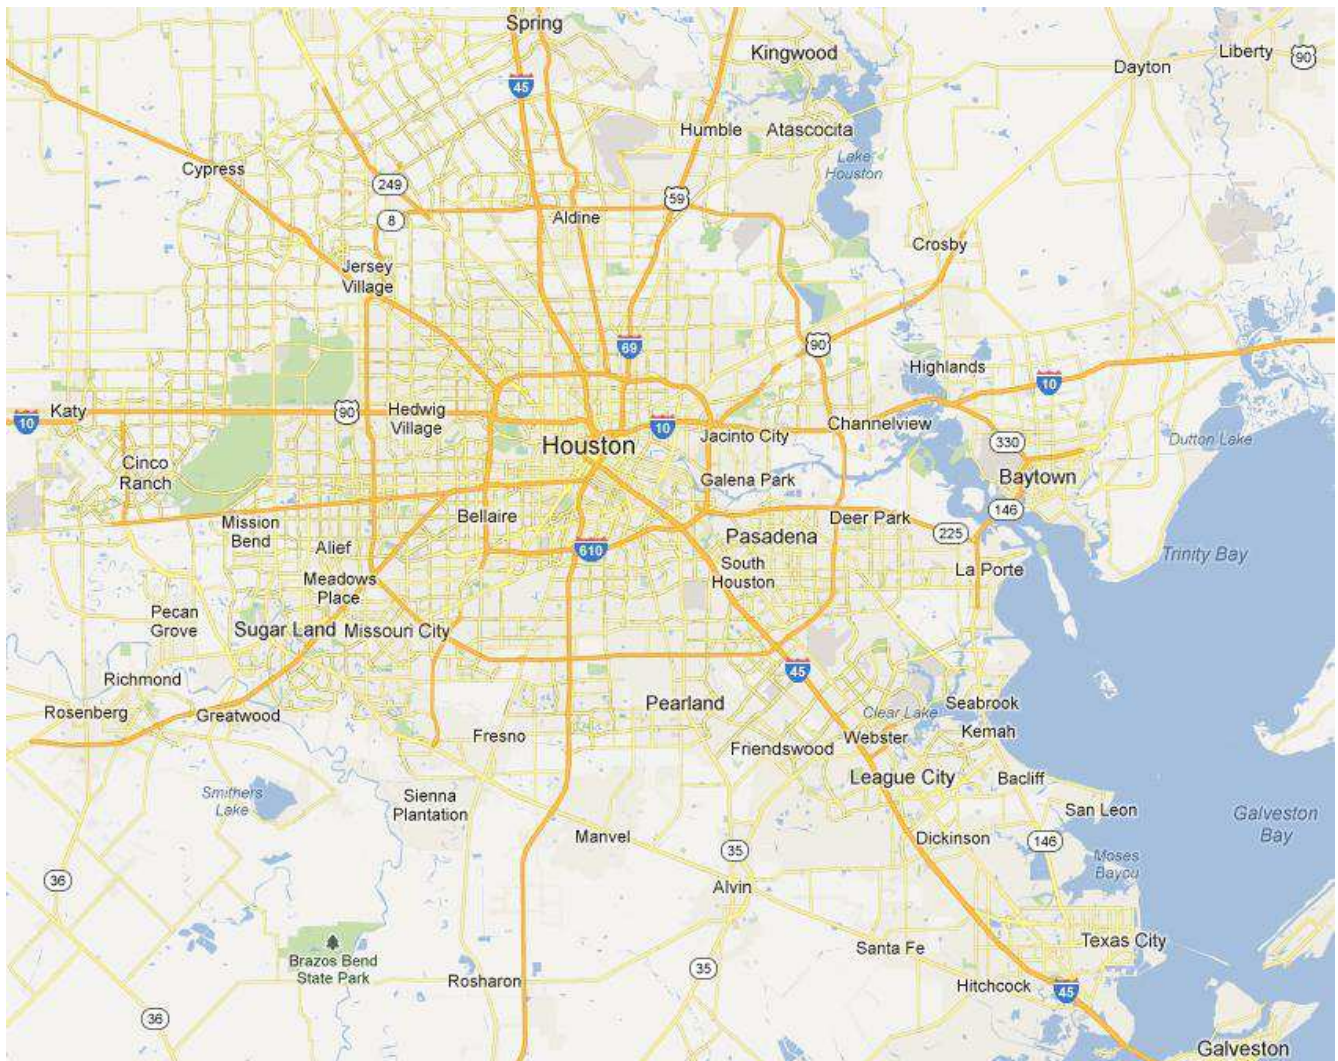 Spring
Kingwood
Liberty
90
Dayton
45
Humble
Atascocita
Lake
Houston
Cypress
249
59
8
Aldine
Crosby
Jersey
Village
69
90
Highlands
10
Katy
10
90
Hedwig
Village
10
Channelview
Jacinto City
Houston
330
Dutton Lake
Cinco
Ranch
Galena Park
Baytown
146
Mission
Bend
Bellaire
Deer Park
225
Pasadena
Alief
610
Trinity Bay
South
Houston
La Porte
Meadows
Place
Pecan
Grove
Sugar Land
Missouri City
45
Richmond
Rosenberg
Greatwood
Pearland
Seabrook
Clear Lake
Kemah
Fresno
Friendswood
Webster
League City
Bacliff
Smithers
Lake
Sienna
Plantation
San Leon
Galveston
Bay
Manvel
Dickinson
146
35
Moses
Bayou
36
Alvin
Texas City
Santa Fe
Brazos Bend
State Park
35
Rosharon
Hitchcock
45
36
Galveston